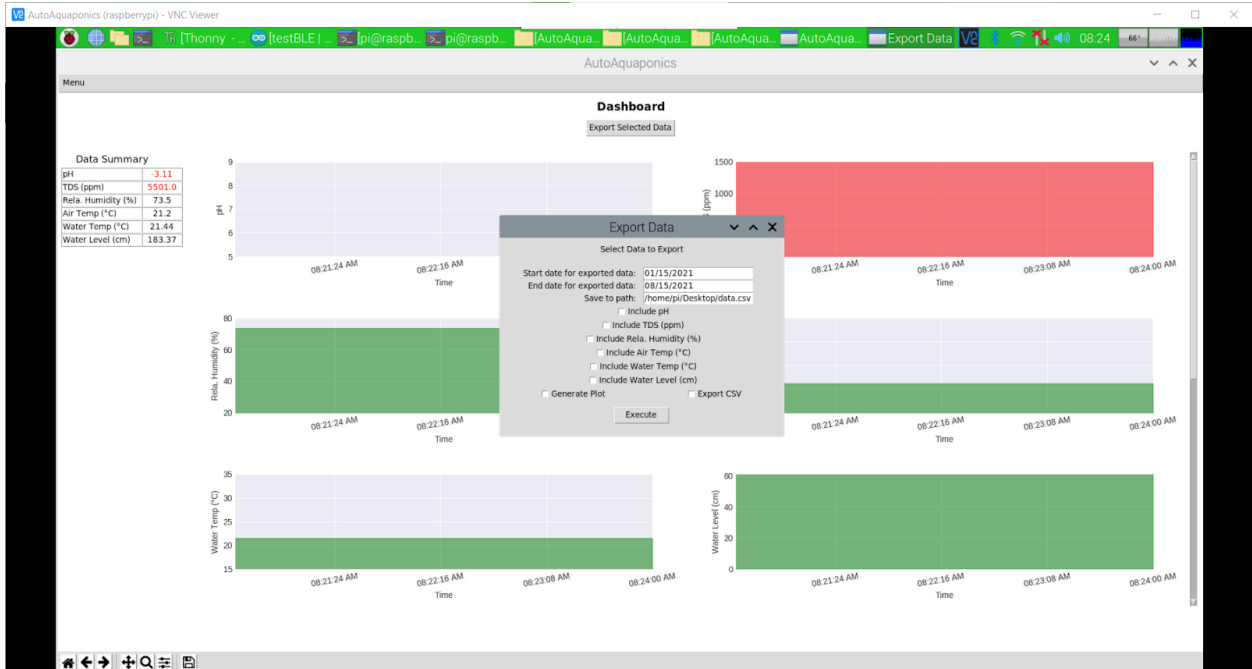 AutoAquaponics (raspberrypi) - VNC Viewer
Th [Thonny - ... [testBLE | ... [pi@raspb... pi@raspb... [AutoAqua... [AutoAqua... [AutoAqua... AutoAqua... Export Data 08:24 66°
AutoAquaponics
Menu
Dashboard
Export Selected Data
Data Summary
pH -3.11
TDS (ppm) 5501.0
Rela. Humidity (%) 73.5
Air Temp (°C) 21.2
Water Temp (°C) 21.44
Water Level (cm) 183.37
9
8
7
6
5
pH
08:21:24 AM
08:22:16 AM
Time
1500
1000
(ppm)
08:21:24 AM
08:22:16 AM
08:23:08 AM
08:24:00 AM
Time
Export Data
Select Data to Export
Start date for exported data: 01/15/2021
End date for exported data: 08/15/2021
Save to path: /home/pi/Desktop/data.csv
Include pH
Include TDS (ppm)
Include Rela. Humidity (%)
Include Air Temp (°C)
Include Water Temp (°C)
Include Water Level (cm)
Generate Plot Export CSV
Execute
80
60
40
20
Rela. Humidity (%)
08:21:24 AM
08:22:16 AM
Time
08:21:24 AM
08:22:16 AM
08:23:08 AM
08:24:00 AM
Time
35
30
25
20
15
Water Temp (°C)
08:21:24 AM
08:22:16 AM
08:23:08 AM
08:24:00 AM
Time
60
40
20
0
Water Level (cm)
08:21:24 AM
08:22:16 AM
08:23:08 AM
08:24:00 AM
Time